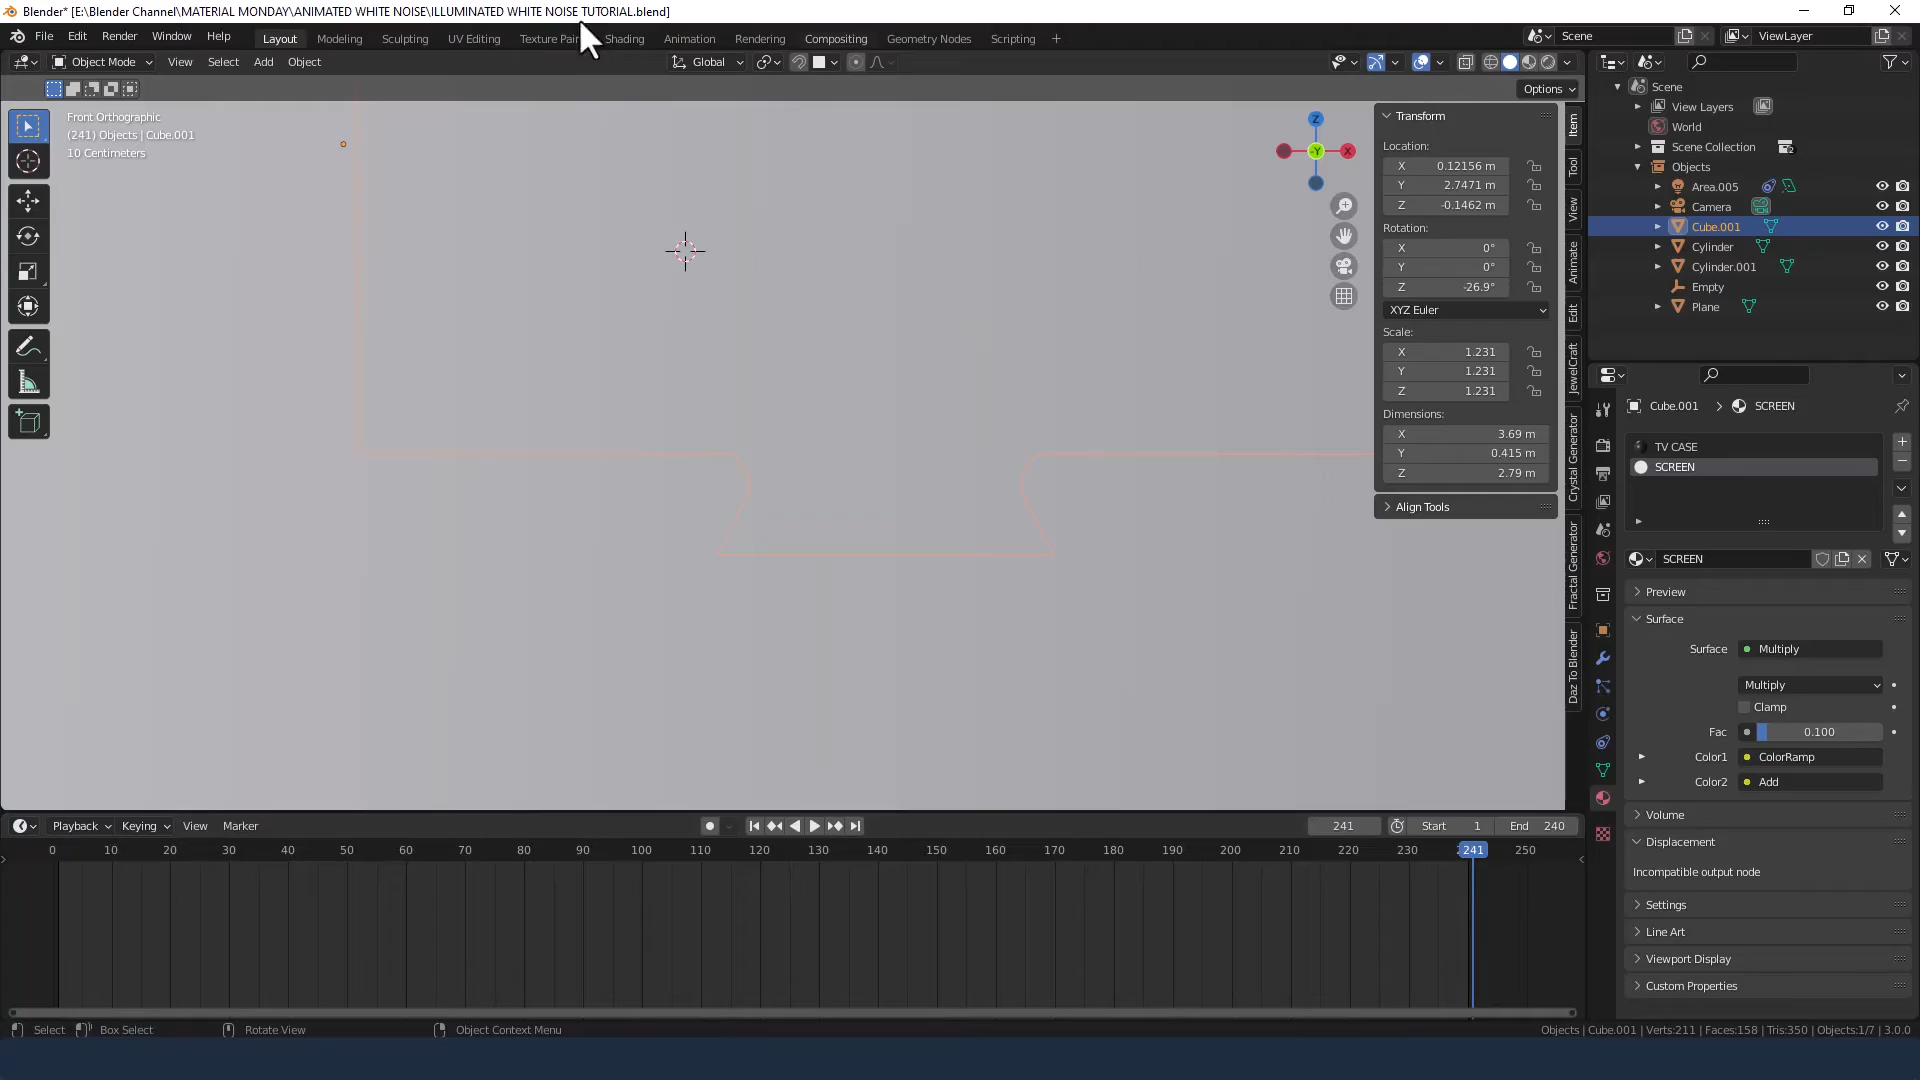 Blender* [E:\Blender Channel\MATERIAL MONDAY\ANIMATED WHITE NOISE\ILLUMINATED WHITE NOISE TUTORIAL.blend]
File Edit Render Window Help Layout Modeling Sculpting UV Editing Texture Pai Shading Animation Rendering Compositing Geometry Nodes Scripting + Scene ViewLayer
Object Mode View Select Add Object Global
Options
Front Orthographic
(241) Objects | Cube.001
10 Centimeters
Z
-Y
X
Transform
Location:
X 0.12156 m
Y 2.7471 m
Z -0.1462 m
Rotation:
X 0°
Y 0°
Z -26.9°
XYZ Euler
Scale:
X 1.231
Y 1.231
Z 1.231
Dimensions:
X 3.69 m
Y 0.415 m
Z 2.79 m
Align Tools
Item
Tool
View
Animate
Edit
JewelCraft
Crystal Generator
Fractal Generator
Daz To Blender
Scene
View Layers
World
Scene Collection 2
Objects
Area.005
Camera
Cube.001
Cylinder
Cylinder.001
Empty
Plane
Cube.001 > SCREEN
TV CASE
SCREEN
SCREEN
Preview
Surface
Surface Multiply
Multiply
Clamp
Fac 0.100
Color1 ColorRamp
Color2 Add
Volume
Displacement
Incompatible output node
Settings
Line Art
Viewport Display
Custom Properties
Playback Keying View Marker 241 Start 1 End 240
0 10 20 30 40 50 60 70 80 90 100 110 120 130 140 150 160 170 180 190 200 210 220 230 241 250
Select Box Select Rotate View Object Context Menu Objects | Cube.001 | Verts:211 | Faces:158 | Tris:350 | Objects:1/7 | 3.0.0